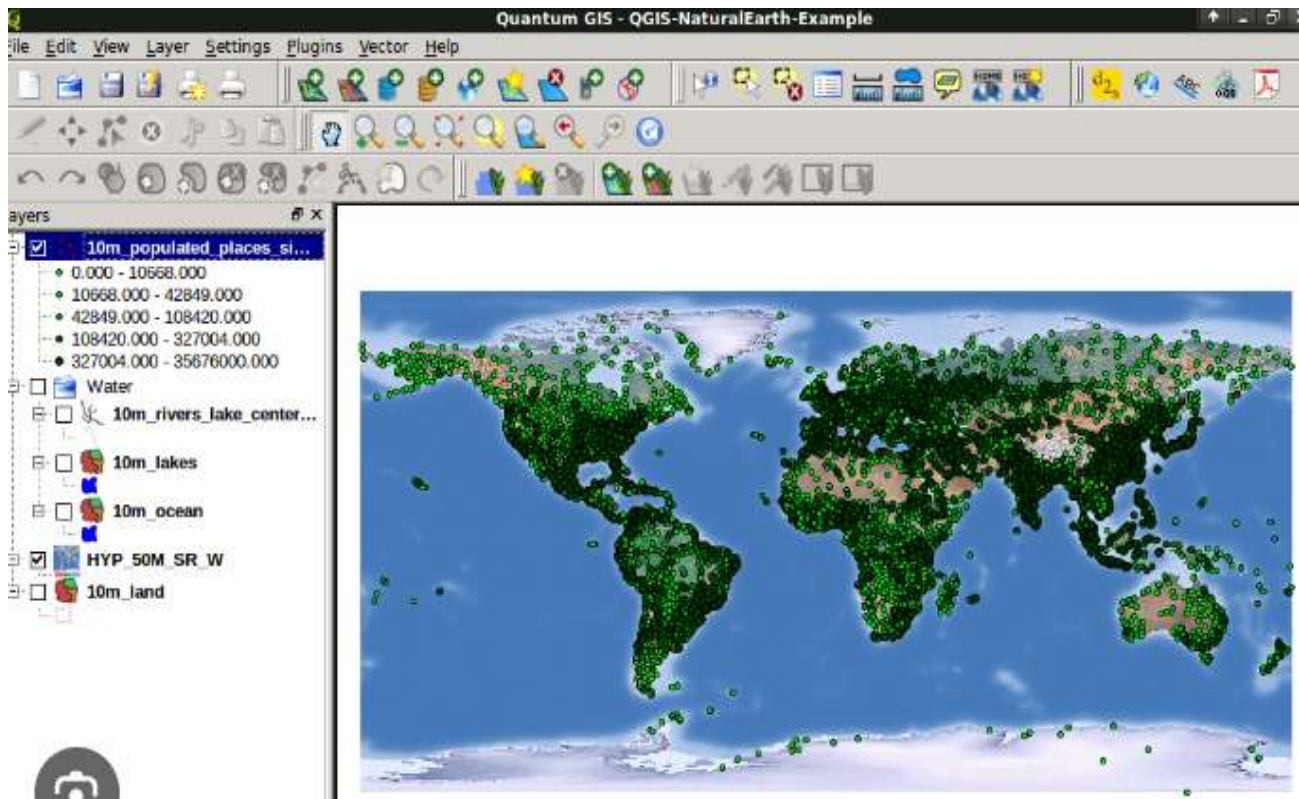 Quantum GIS - QGIS-NaturalEarth-Example
File Edit View Layer Settings Plugins Vector Help
ayers
10m_populated_places_si...
0.000 - 10668.000
10668.000 - 42849.000
42849.000 - 108420.000
108420.000 - 327004.000
327004.000 - 35676000.000
Water
10m_rivers_lake_center...
10m_lakes
10m_ocean
HYP_50M_SR_W
10m_land